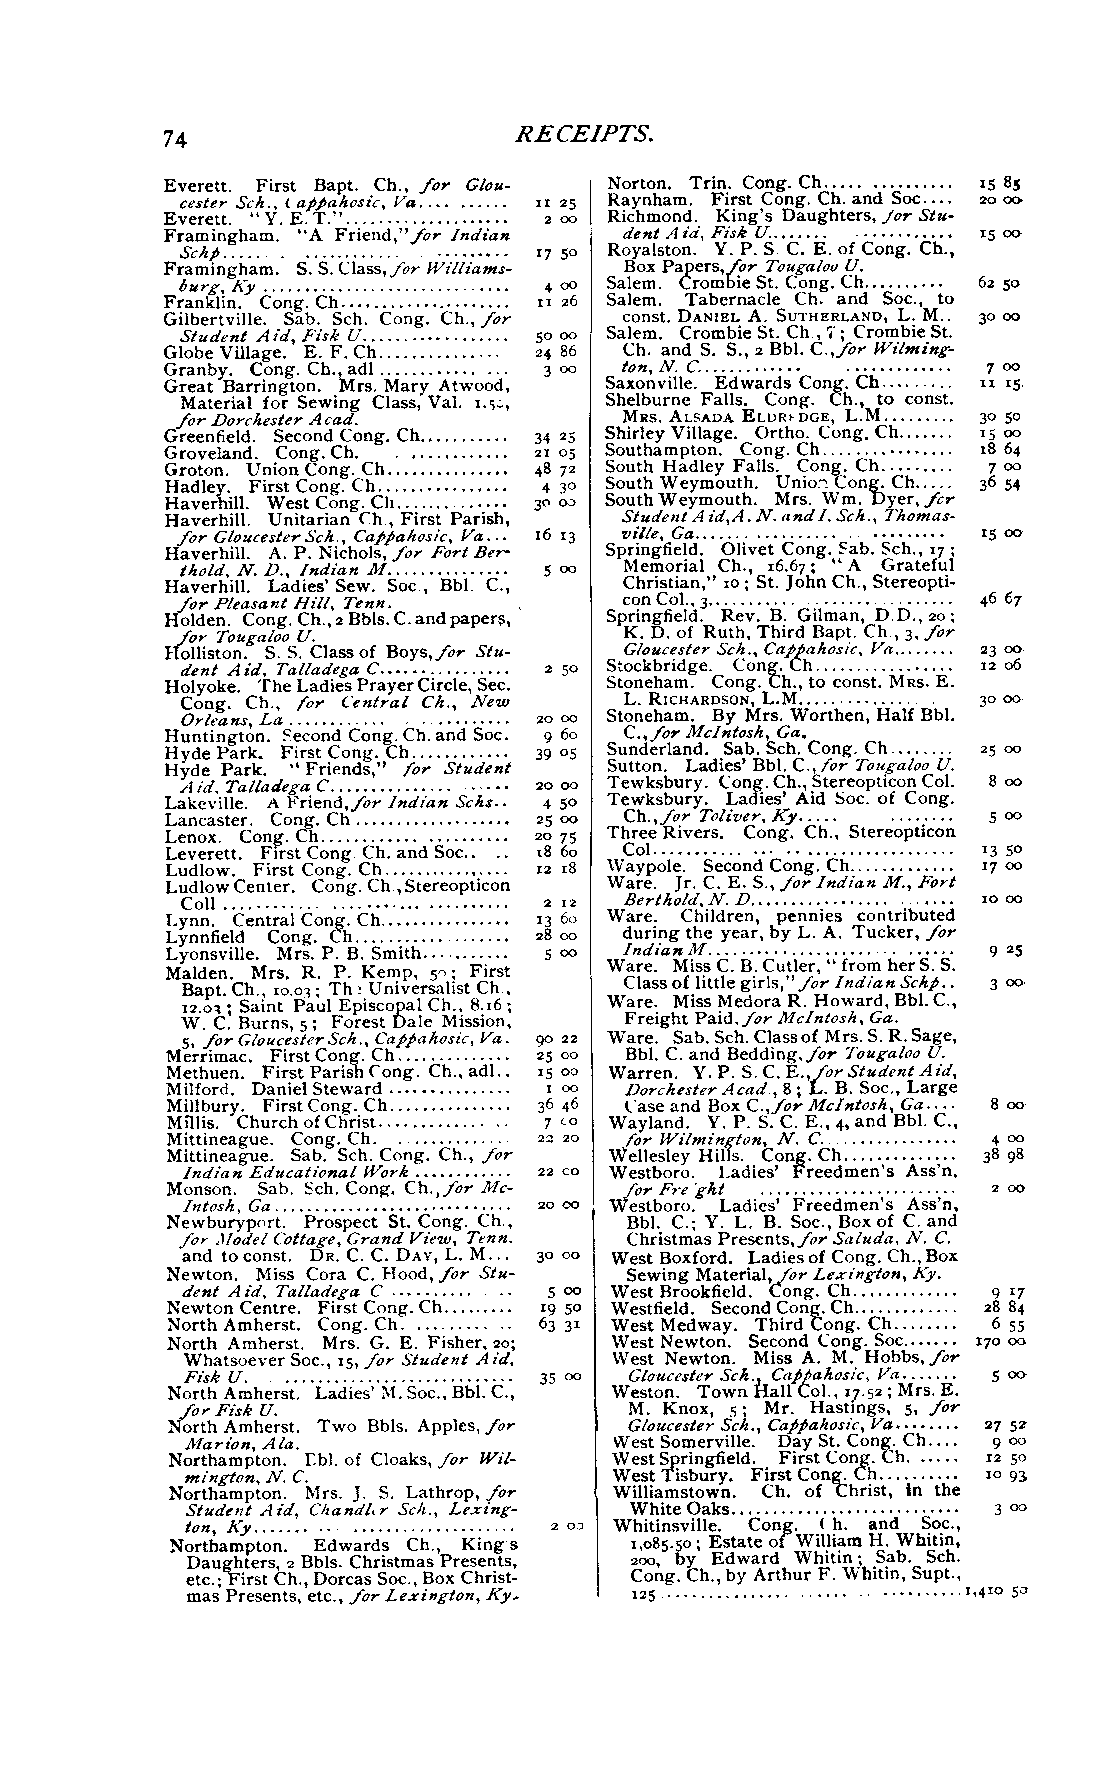 74
RECEIPTS.
Everett. First Bapt. Ch., for Glou-
cester Sch., Cappahosic, Va........... 11 25
Everett. "Y. E. T."................... 2 00
Framingham. "A Friend," for Indian
Schp...... ............ ......... 17 50
Framingham. S. S. Class, for Williams-
burg, Ky ............................. 4 00
Franklin. Cong. Ch.................... 11 26
Gilbertville. Sab. Sch. Cong. Ch., for
Student Aid, Fisk U.................. 50 00
Globe Village. E. F. Ch............... 24 86
Granby. Cong. Ch., adl ............ ... 3 00
Great Barrington. Mrs. Mary Atwood,
Material for Sewing Class, Val.
for Dorchester Acad.
Greenfield. Second Cong. Ch........... 34 25
Groveland. Cong. Ch. . ............ 21 05
Groton. Union Cong. Ch............... 48 72
Hadley. First Cong. Ch................ 4 30
Haverhill. West Cong. Ch.............. 30 00
Haverhill. Unitarian Ch., First Parish,
for Gloucester Sch., Cappahosic, Va... 16 13
Haverhill. A. P. Nichols, for Fort Ber-
thold, N. D., Indian M............... 5 00
Haverhill. Ladies' Sew. Soc., Bbl. C.,
for Pleasant Hill, Tenn.
Holden. Cong. Ch., 2 Bbls. C. and papers,
for Tougaloo U.
Holliston. S. S. Class of Boys, for Stu-
dent Aid, Talladega C................ 2 50
Holyoke. The Ladies Prayer Circle, Sec.
Cong. Ch., for Central Ch., New
Orleans, La ............ ........... 20 00
Huntington. Second Cong. Ch. and Soc. 9 60
Hyde Park. First Cong. Ch............ 39 05
Hyde Park. "Friends," for Student
Aid, Talladega C............... ...... 20 00
Lakeville. A Friend, for Indian Schs.. 4 50
Lancaster. Cong. Ch ................... 25 00
Lenox. Cong. Ch....................... 20 75
Leverett. First Cong. Ch. and Soc.. .. 18 60
Ludlow. First Cong. Ch............... 12 18
Ludlow Center. Cong. Ch., Stereopticon
Coll ............ ..................... 2 12
Lynn. Central Cong. Ch................ 13 60
Lynnfield Cong. Ch................... 28 00
Lyonsville. Mrs. P. B. Smith........... 5 00
Malden. Mrs. R. P. Kemp, 50; First
Bapt. Ch., 10.03; The Universalist Ch.,
12.03; Saint Paul Episcopal Ch., 8.16;
W. C. Burns, 5; Forest Dale Mission,
5, for Gloucester Sch., Cappahosic, Va. 90 22
Merrimac. First Cong. Ch.............. 25 00
Methuen. First Parish Cong. Ch., adl.. 15 00
Milford. Daniel Steward ............... 1 00
Millbury. First Cong. Ch............... 36 46
Millis. Church of Christ............. .. 7 00
Mittineague. Cong. Ch. .............. 22 20
Mittineague. Sab. Sch. Cong. Ch., for
Indian Educational Work ............ 22 00
Monson. Sab. Sch. Cong. Ch., for Mc-
Intosh, Ga............................. 20 00
Newburyport. Prospect St. Cong. Ch.,
for Model Cottage, Grand View, Tenn.
and to const. DR. C. C. DAY, L. M... 30 00
Newton. Miss Cora C. Hood, for Stu-
dent Aid, Talladega C .......... .. 5 00
Newton Centre. First Cong. Ch......... 19 50
North Amherst. Cong. Ch. .......... .. 63 31
North Amherst. Mrs. G. E. Fisher, 20;
Whatsoever Soc., 15, for Student Aid,
Fisk U. . ............................ 35 00
North Amherst. Ladies' M. Soc., Bbl. C.,
for Fisk U.
North Amherst. Two Bbls. Apples, for
Marion, Ala.
Northampton. Bbl. of Cloaks, for Wil-
mington, N. C.
Northampton. Mrs. J. S. Lathrop, for
Student Aid, Chandler Sch., Lexing-
ton, Ky....... ... .................... 2 00
Northampton. Edwards Ch., King's
Daughters, 2 Bbls. Christmas Presents,
etc.; First Ch., Dorcas Soc., Box Christ-
mas Presents, etc., for Lexington, Ky.
Norton. Trin. Cong. Ch..... .......... 15 85
Raynham. First Cong. Ch. and Soc.... 20 00
Richmond. King's Daughters, for Stu-
dent Aid, Fisk U........ ............ 15 00
Royalston. Y. P. S. C. E. of Cong. Ch.,
Box Papers, for Tougaloo U.
Salem. Crombie St. Cong. Ch.......... 62 50
Salem. Tabernacle Ch. and Soc., to
const. DANIEL A. SUTHERLAND, L. M.. 30 00
Salem. Crombie St. Ch., 7; Crombie St.
Ch. and S. S., 2 Bbl. C., for Wilming-
ton, N. C............. ............. 7 00
Saxonville. Edwards Cong. Ch......... 11 15
Shelburne Falls. Cong. Ch., to const.
MRS. ALSADA ELDREDGE, L.M......... 30 50
Shirley Village. Ortho. Cong. Ch....... 15 00
Southampton. Cong. Ch................ 18 64
South Hadley Falls. Cong. Ch......... 7 00
South Weymouth. Union Cong. Ch..... 36 54
South Weymouth. Mrs. Wm. Dyer, for
Student Aid, A. N. and I. Sch., Thomas-
ville, Ga................. ......... 15 00
Springfield. Olivet Cong. Sab. Sch., 17;
Memorial Ch., 16.67; "A Grateful
Christian," 10; St. John Ch., Stereopti-
con Col., 3............................ 46 67
Springfield. Rev. B. Gilman, D.D., 20;
K. D. of Ruth, Third Bapt. Ch., 3, for
Gloucester Sch., Cappahosic, Va....... 23 00
Stockbridge. Cong. Ch................. 12 06
Stoneham. Cong. Ch., to const. MRS. E.
L. RICHARDSON, L.M................ 30 00
Stoneham. By Mrs. Worthen, Half Bbl.
C., for McIntosh, Ga.
Sunderland. Sab. Sch. Cong. Ch........ 25 00
Sutton. Ladies' Bbl. C., for Tougaloo U.
Tewksbury. Cong. Ch., Stereopticon Col. 8 00
Tewksbury. Ladies' Aid Soc. of Cong.
Ch., for Toliver, Ky..... ........ 5 00
Three Rivers. Cong. Ch., Stereopticon
Col............ ... .. ................... 13 50
Waypole. Second Cong. Ch............. 17 00
Ware. Jr. C. E. S., for Indian M., Fort
Berthold, N. D................. ....... 10 00
Ware. Children, pennies contributed
during the year, by L. A. Tucker, for
Indian M..................... ......... 9 25
Ware. Miss C. B. Cutler, "from her S. S.
Class of little girls," for Indian Schp.. 3 00
Ware. Miss Medora R. Howard, Bbl. C.,
Freight Paid, for McIntosh, Ga.
Ware. Sab. Sch. Class of Mrs. S. R. Sage,
Bbl. C. and Bedding, for Tougaloo U.
Warren. Y. P. S. C. E., for Student Aid,
Dorchester Acad., 8; L. B. Soc., Large
Case and Box C., for McIntosh, Ga.... 8 00
Wayland. Y. P. S. C. E., 4, and Bbl. C.,
for Wilmington, N. C................. 4 00
Wellesley Hills. Cong. Ch.............. 38 98
Westboro. Ladies' Freedmen's Ass'n,
for Freight ........................ 2 00
Westboro. Ladies' Freedmen's Ass'n,
Bbl. C.; Y. L. B. Soc., Box of C. and
Christmas Presents, for Saluda, N. C.
West Boxford. Ladies of Cong. Ch., Box
Sewing Material, for Lexington, Ky.
West Brookfield. Cong. Ch............. 9 17
Westfield. Second Cong. Ch............. 28 84
West Medway. Third Cong. Ch........ 6 55
West Newton. Second Cong. Soc....... 170 00
West Newton. Miss A. M. Hobbs, for
Gloucester Sch., Cappahosic, Va....... 5 00
Weston. Town Hall Col., 17.52; Mrs. E.
M. Knox, 5; Mr. Hastings, 5, for
Gloucester Sch., Cappahosic, Va........ 27 52
West Somerville. Day St. Cong. Ch.... 9 00
West Springfield. First Cong. Ch. ..... 12 50
West Tisbury. First Cong. Ch.......... 10 93
Williamstown. Ch. of Christ, in the
White Oaks............................ 3 00
Whitinsville. Cong. Ch. and Soc.,
1,085.50; Estate of William H. Whitin,
200, by Edward Whitin; Sab. Sch.
Cong. Ch., by Arthur F. Whitin, Supt.,
125 ............... ...... .......... 1,410 50